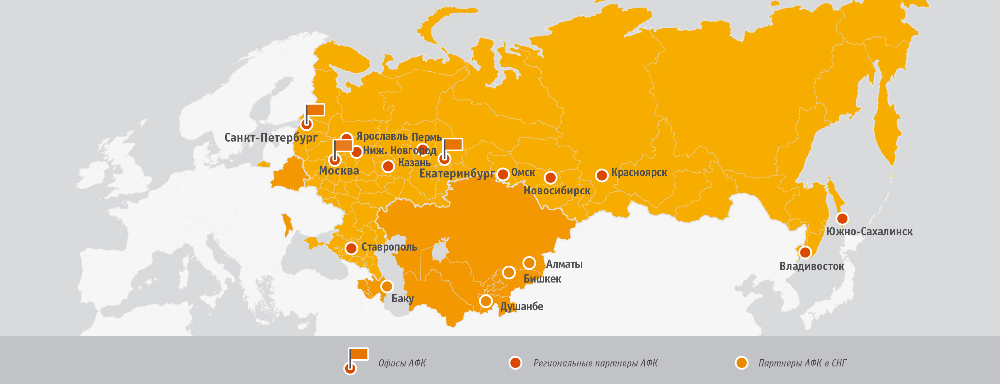 Санкт-Петербург
Ярославль
Пермь
Ниж. Новгород
Казань
Москва
Екатеринбург
Омск
Красноярск
Новосибирск
Южно-Сахалинск
Ставрополь
Алматы
Владивосток
Бишкек
Баку
Душанбе
Офисы АФК
Региональные партнеры АФК
Партнеры АФК в СНГ